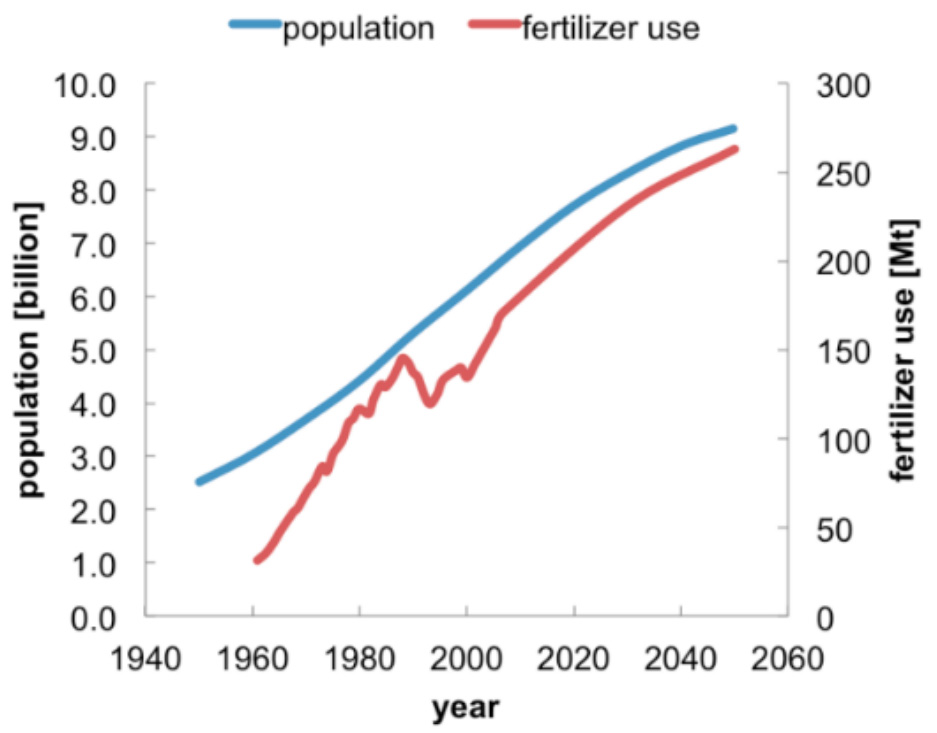 population fertilizer use
10.0 300
9.0
8.0 250
7.0
6.0 200
5.0 150
4.0
3.0 100
2.0
1.0 50
0.0 0
population [billion]
fertilizer use [Mt]
1940 1960 1980 2000 2020 2040 2060
year